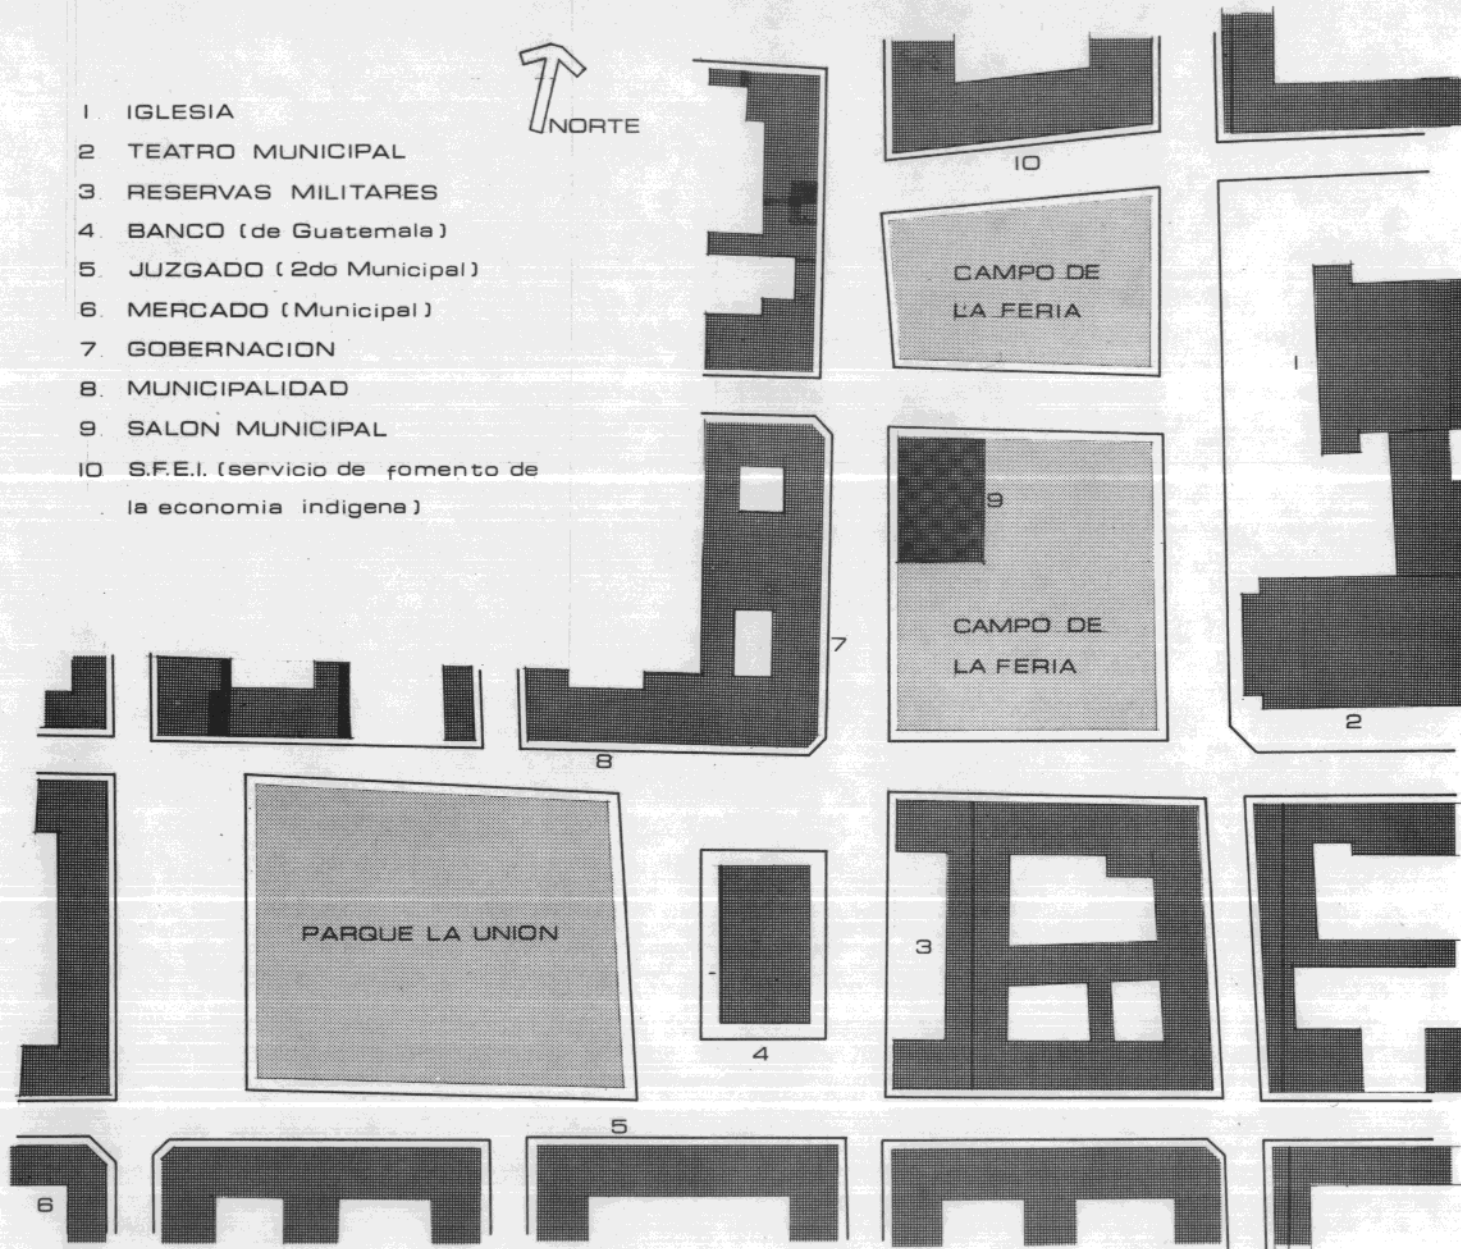 1 IGLESIA
2 TEATRO MUNICIPAL
3. RESERVAS MILITARES
4. BANCO (de Guatemala)
5. JUZGADO (2do Municipal)
6. MERCADO (Municipal)
7. GOBERNACION
8. MUNICIPALIDAD
9. SALON MUNICIPAL
10 S.F.E.I. (servicio de fomento de
la economia indigena)
NORTE
10
CAMPO DE
LA FERIA
1
9
CAMPO DE
LA FERIA
7
2
8
PARQUE LA UNION
3
4
5
6